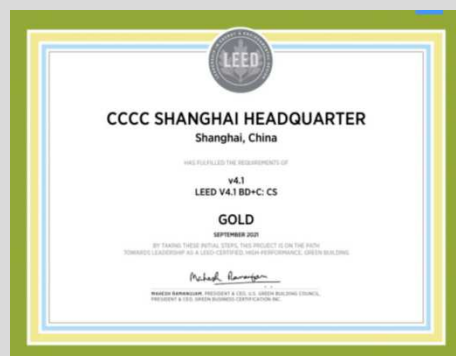 LEED
CCCC SHANGHAI HEADQUARTER
Shanghai, China
HAS FULFILLED THE REQUIREMENTS OF
v4.1
LEED V4.1 BD+C: CS
GOLD
SEPTEMBER 2021
BY TAKING THESE INITIAL STEPS, THIS PROJECT IS ON THE PATH
TOWARDS LEADERSHIP AS A LEED-CERTIFIED, HIGH-PERFORMANCE, GREEN BUILDING.
Mahesh Ramanujam
MAHESH RAMANUJAM, PRESIDENT & CEO, U.S. GREEN BUILDING COUNCIL,
PRESIDENT & CEO, GREEN BUSINESS CERTIFICATION INC.